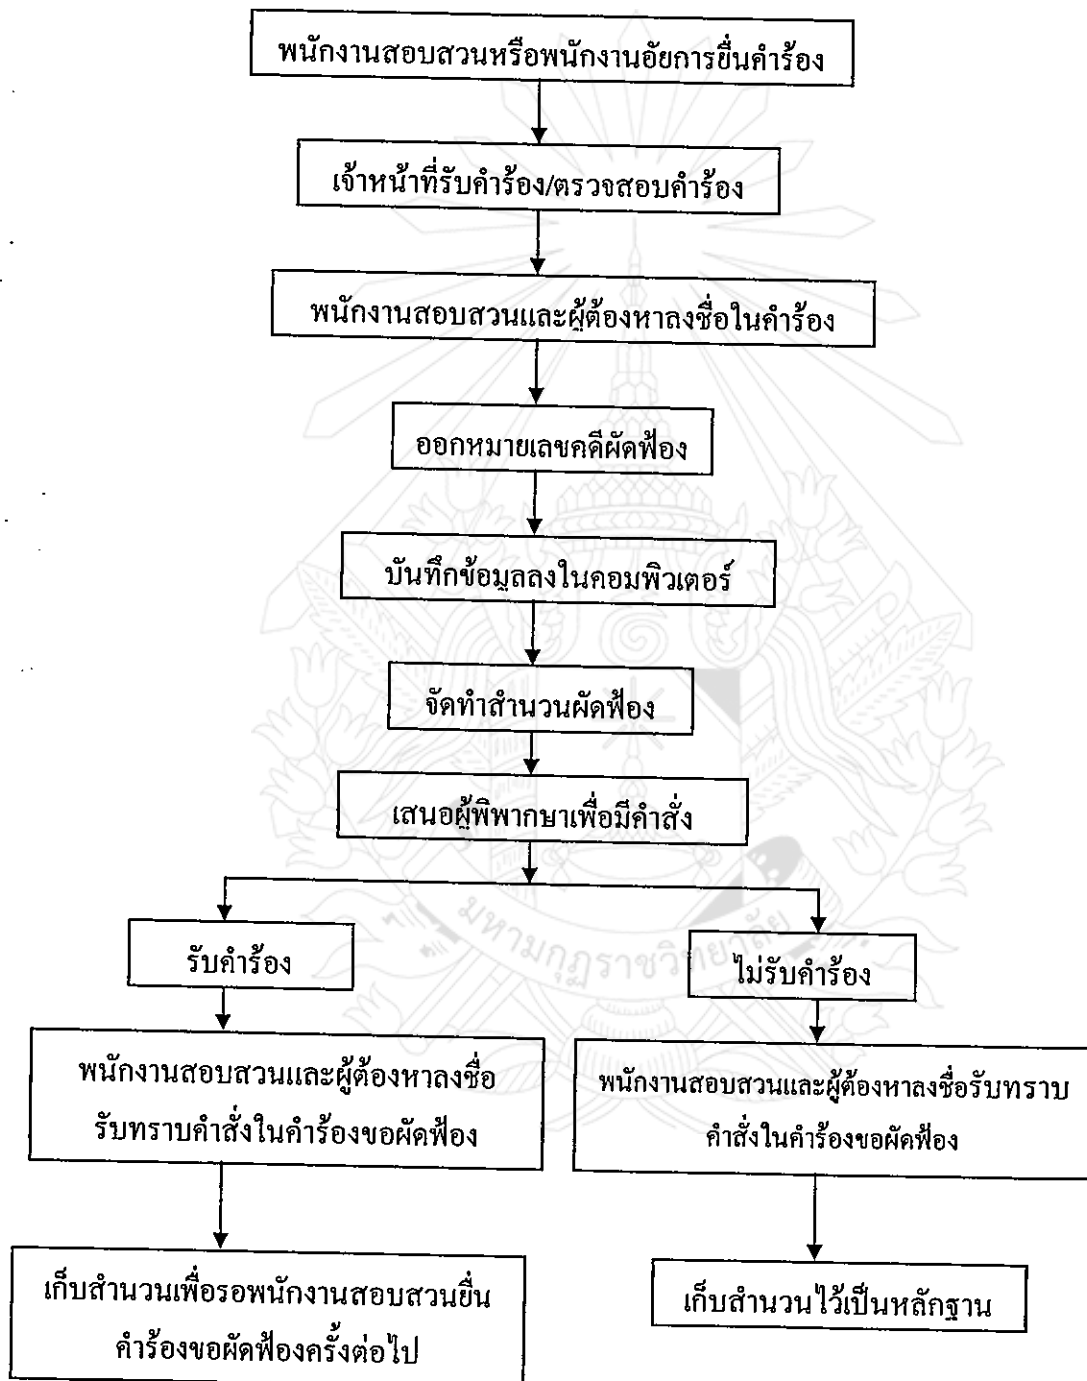 พนักงานสอบสวนหรือพนักงานอัยการยื่นคำร้อง
เจ้าหน้าที่รับคำร้อง/ตรวจสอบคำร้อง
พนักงานสอบสวนและผู้ต้องหาลงชื่อในคำร้อง
ออกหมายเลขคดีผัดฟ้อง
บันทึกข้อมูลลงในคอมพิวเตอร์
จัดทำสำนวนผัดฟ้อง
เสนอผู้พิพากษาเพื่อมีคำสั่ง
มหามกุฏราชวิทยาลัย
รับคำร้อง
ไม่รับคำร้อง
พนักงานสอบสวนและผู้ต้องหาลงชื่อ
รับทราบคำสั่งในคำร้องขอผัดฟ้อง
พนักงานสอบสวนและผู้ต้องหาลงชื่อรับทราบ
คำสั่งในคำร้องขอผัดฟ้อง
เก็บสำนวนเพื่อรอพนักงานสอบสวนยื่น
คำร้องขอผัดฟ้องครั้งต่อไป
เก็บสำนวนไว้เป็นหลักฐาน